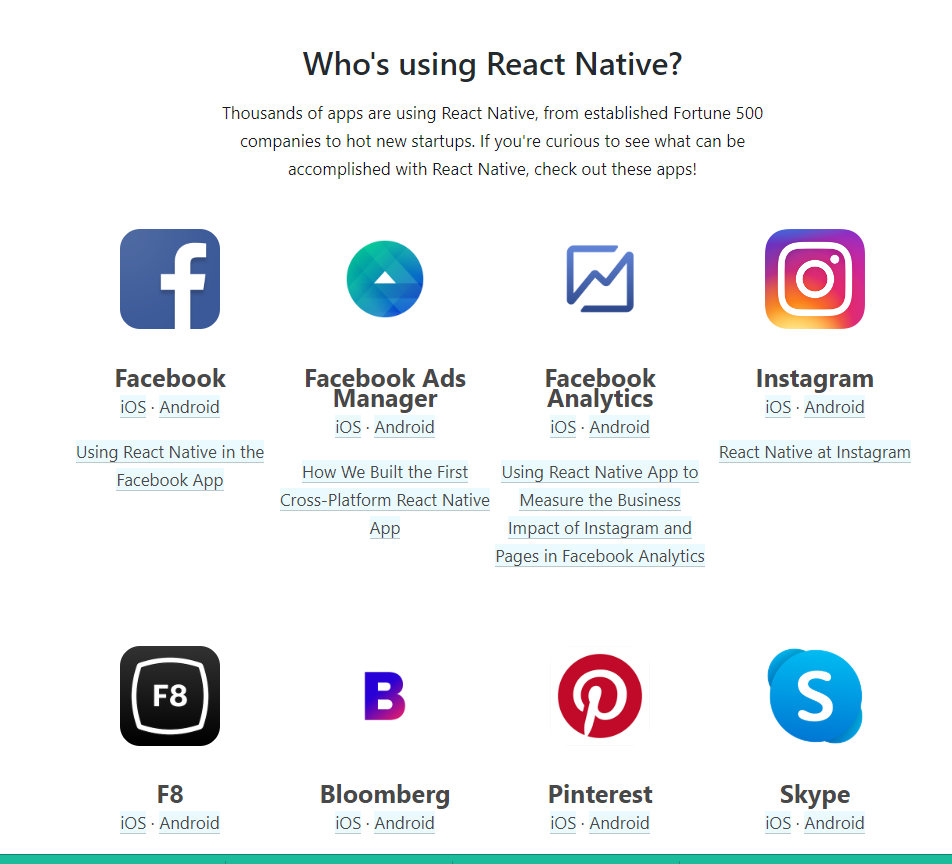 Who's using React Native?
Thousands of apps are using React Native, from established Fortune 500
companies to hot new startups. If you're curious to see what can be
accomplished with React Native, check out these apps!
Facebook
iOS · Android
Using React Native in the
Facebook App
Facebook Ads
Manager
iOS · Android
How We Built the First
Cross-Platform React Native
App
Facebook
Analytics
iOS · Android
Using React Native App to
Measure the Business
Impact of Instagram and
Pages in Facebook Analytics
Instagram
iOS · Android
React Native at Instagram
F8
F8
iOS · Android
B
Bloomberg
iOS · Android
Pinterest
iOS · Android
S
Skype
iOS · Android